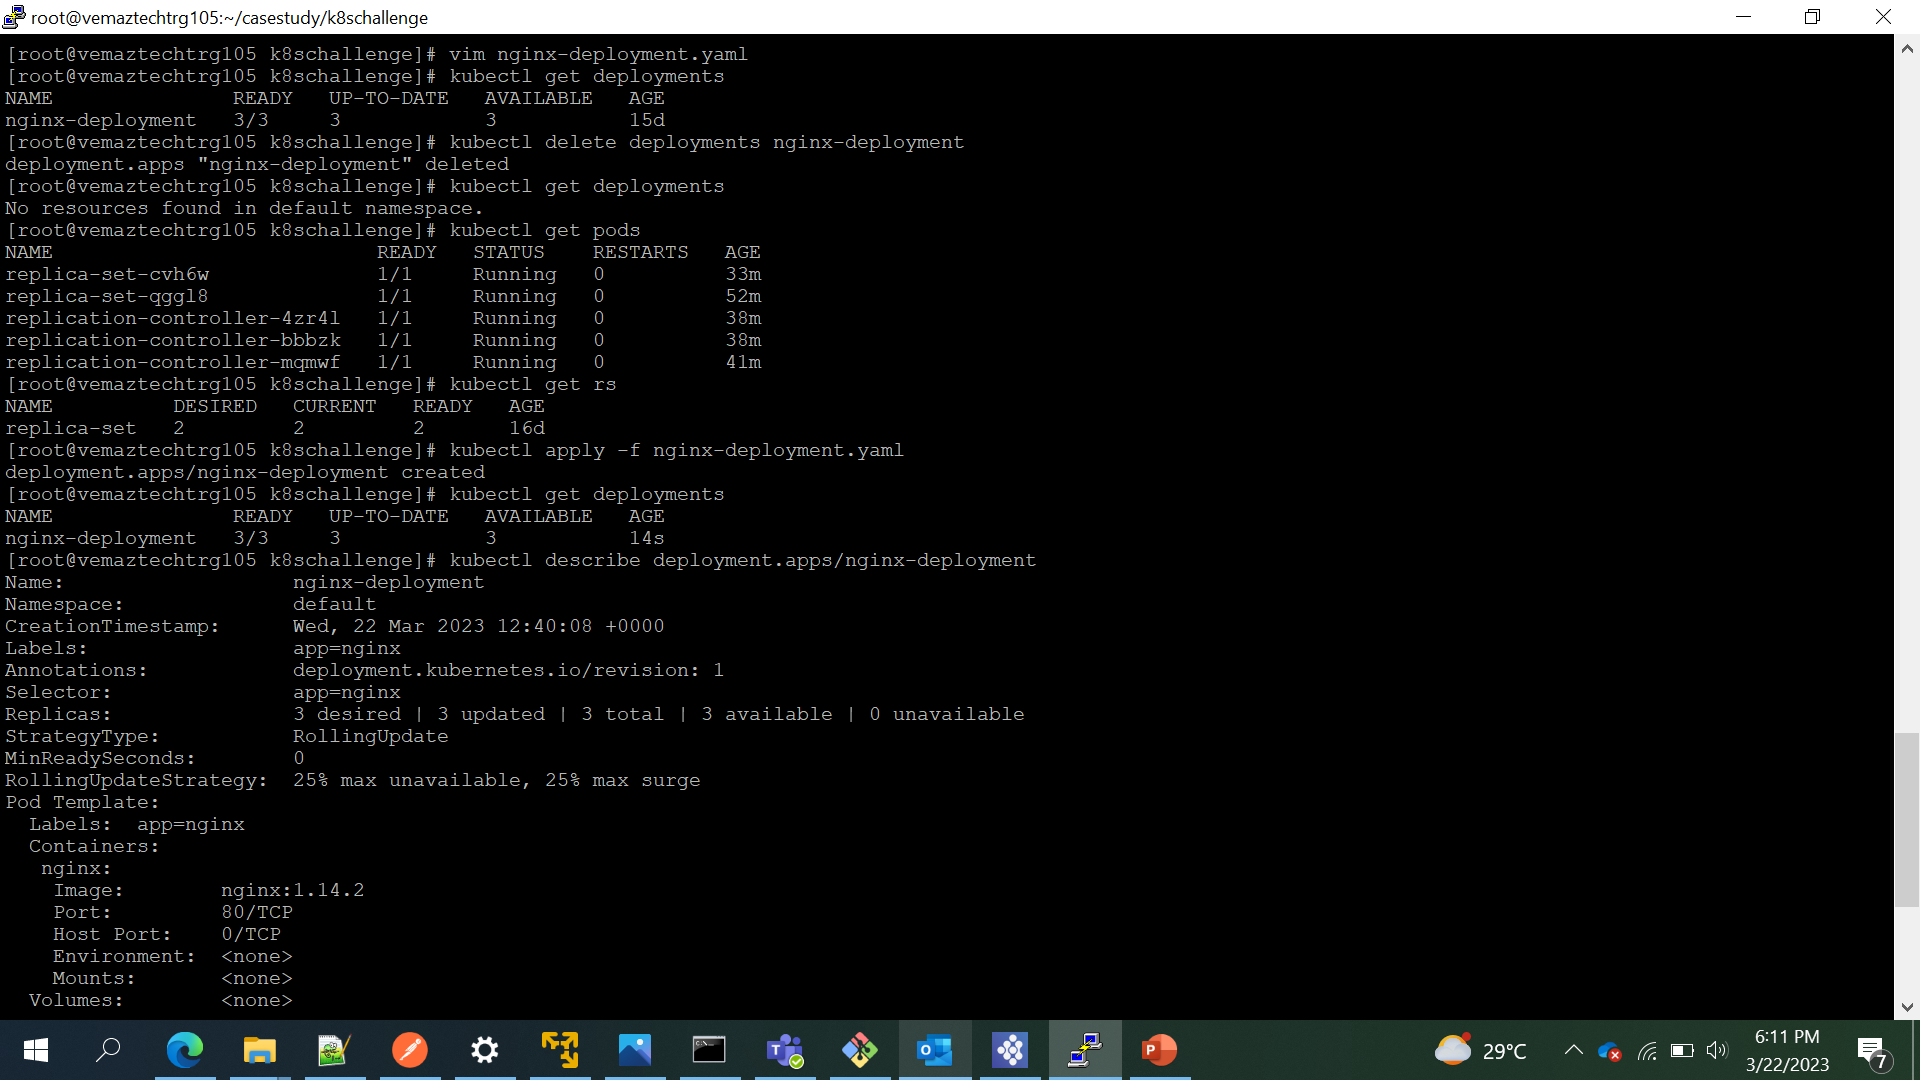 root@vemaztechtrg105:~/casestudy/k8schallenge
[root@vemaztechtrg105 k8schallenge]# vim nginx-deployment.yaml
[root@vemaztechtrg105 k8schallenge]# kubectl get deployments
NAME               READY   UP-TO-DATE   AVAILABLE   AGE
nginx-deployment   3/3     3            3           15d
[root@vemaztechtrg105 k8schallenge]# kubectl delete deployments nginx-deployment
deployment.apps "nginx-deployment" deleted
[root@vemaztechtrg105 k8schallenge]# kubectl get deployments
No resources found in default namespace.
[root@vemaztechtrg105 k8schallenge]# kubectl get pods
NAME                           READY   STATUS    RESTARTS   AGE
replica-set-cvh6w              1/1     Running   0          33m
replica-set-qggl8              1/1     Running   0          52m
replication-controller-4zr4l   1/1     Running   0          38m
replication-controller-bbbzk   1/1     Running   0          38m
replication-controller-mqmwf   1/1     Running   0          41m
[root@vemaztechtrg105 k8schallenge]# kubectl get rs
NAME          DESIRED   CURRENT   READY   AGE
replica-set   2         2         2       16d
[root@vemaztechtrg105 k8schallenge]# kubectl apply -f nginx-deployment.yaml
deployment.apps/nginx-deployment created
[root@vemaztechtrg105 k8schallenge]# kubectl get deployments
NAME               READY   UP-TO-DATE   AVAILABLE   AGE
nginx-deployment   3/3     3            3           14s
[root@vemaztechtrg105 k8schallenge]# kubectl describe deployment.apps/nginx-deployment
Name:                   nginx-deployment
Namespace:              default
CreationTimestamp:      Wed, 22 Mar 2023 12:40:08 +0000
Labels:                 app=nginx
Annotations:            deployment.kubernetes.io/revision: 1
Selector:               app=nginx
Replicas:               3 desired | 3 updated | 3 total | 3 available | 0 unavailable
StrategyType:           RollingUpdate
MinReadySeconds:        0
RollingUpdateStrategy:  25% max unavailable, 25% max surge
Pod Template:
  Labels:  app=nginx
  Containers:
   nginx:
    Image:        nginx:1.14.2
    Port:         80/TCP
    Host Port:    0/TCP
    Environment:  <none>
    Mounts:       <none>
  Volumes:        <none>
29°C
6:11 PM
3/22/2023
7